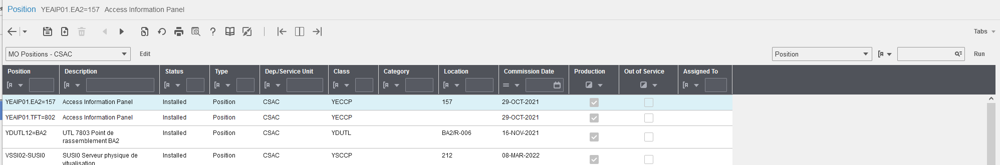 Position YEAIP01.EA2=157 Access Information Panel
Tabs
MO Positions - CSAC Edit Position Run
Position Description Status Type Dep./Service Unit Class Category Location Commission Date Production Out of Service Assigned To
YEAIP01.EA2=157 Access Information Panel Installed Position CSAC YECCP 157 29-OCT-2021
YEAIP01.TFT=802 Access Information Panel Installed Position CSAC YECCP 29-OCT-2021
YDUTL12=BA2 UTL 7803 Point de Installed Position CSAC YDUTL BA2/R-006 16-NOV-2021
rassemblement BA2
VSSI02-SUSI0 SUSI0 Serveur physique de Installed Position CSAC YSCCP 212 08-MAR-2022
vitualisation